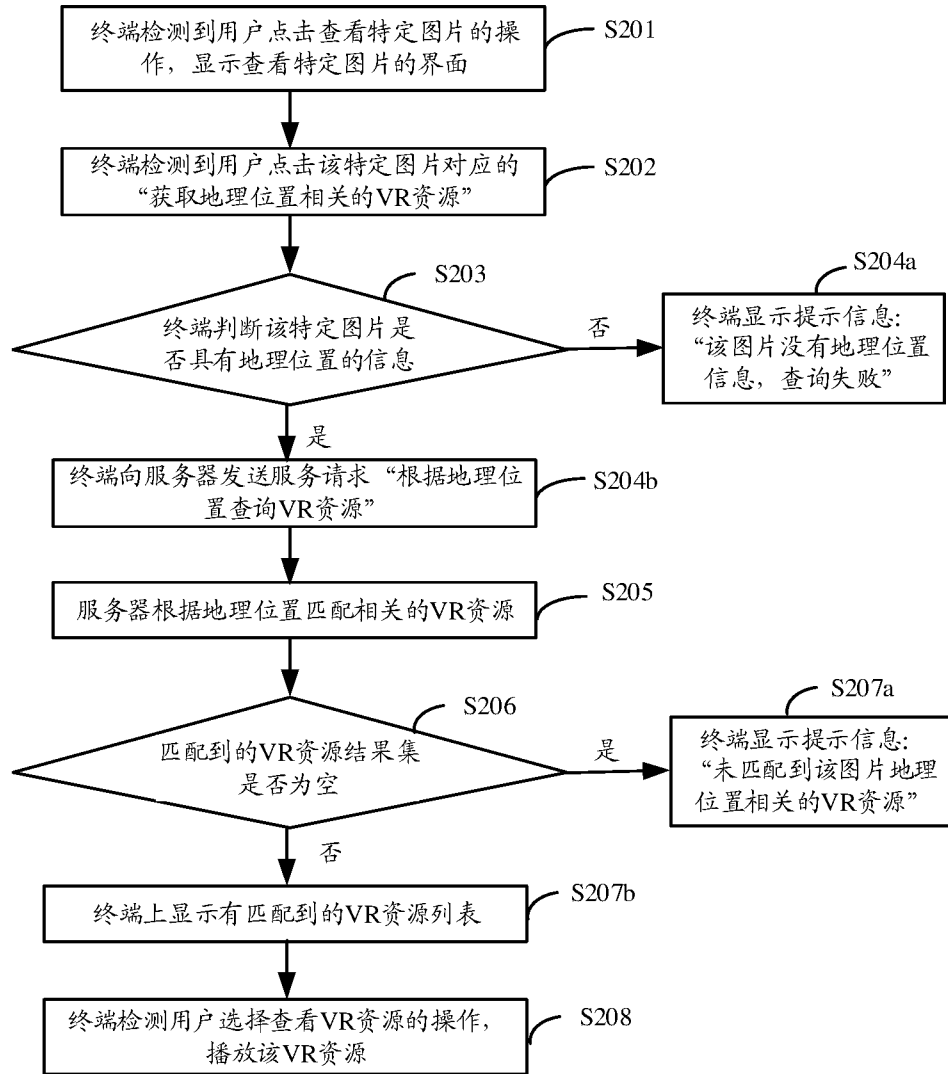 终端检测到用户点击查看特定图片的操
作，显示查看特定图片的界面
S201
终端检测到用户点击该特定图片对应的
“获取地理位置相关的VR资源”
S202
S203
终端判断该特定图片是
否具有地理位置的信息
否
S204a
终端显示提示信息：
“该图片没有地理位置
信息，查询失败”
是
终端向服务器发送服务请求“根据地理位
置查询VR资源”
S204b
服务器根据地理位置匹配相关的VR资源
S205
S206
匹配到的VR资源结果集
是否为空
是
S207a
终端显示提示信息：
“未匹配到该图片地理
位置相关的VR资源”
否
终端上显示有匹配到的VR资源列表
S207b
终端检测用户选择查看VR资源的操作，
播放该VR资源
S208